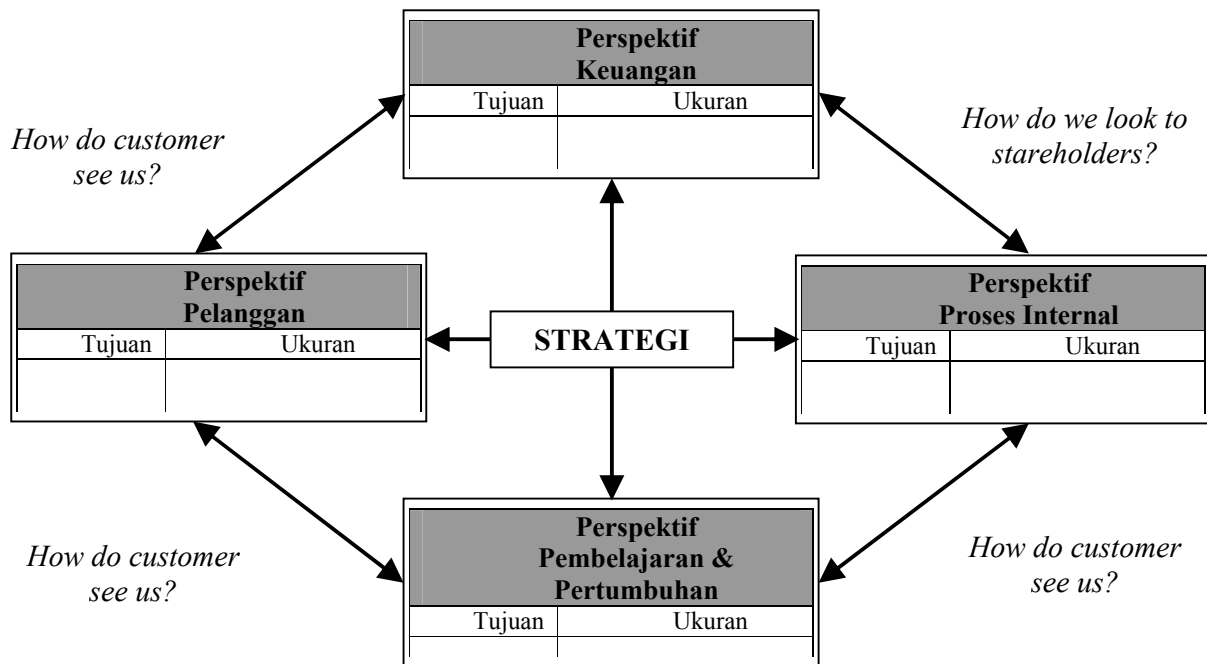 Perspektif
Keuangan
Tujuan Ukuran
How do customer
see us?
How do we look to
stareholders?
Perspektif
Pelanggan
Tujuan Ukuran
STRATEGI
Perspektif
Proses Internal
Tujuan Ukuran
How do customer
see us?
Perspektif
Pembelajaran &
Pertumbuhan
Tujuan Ukuran
How do customer
see us?